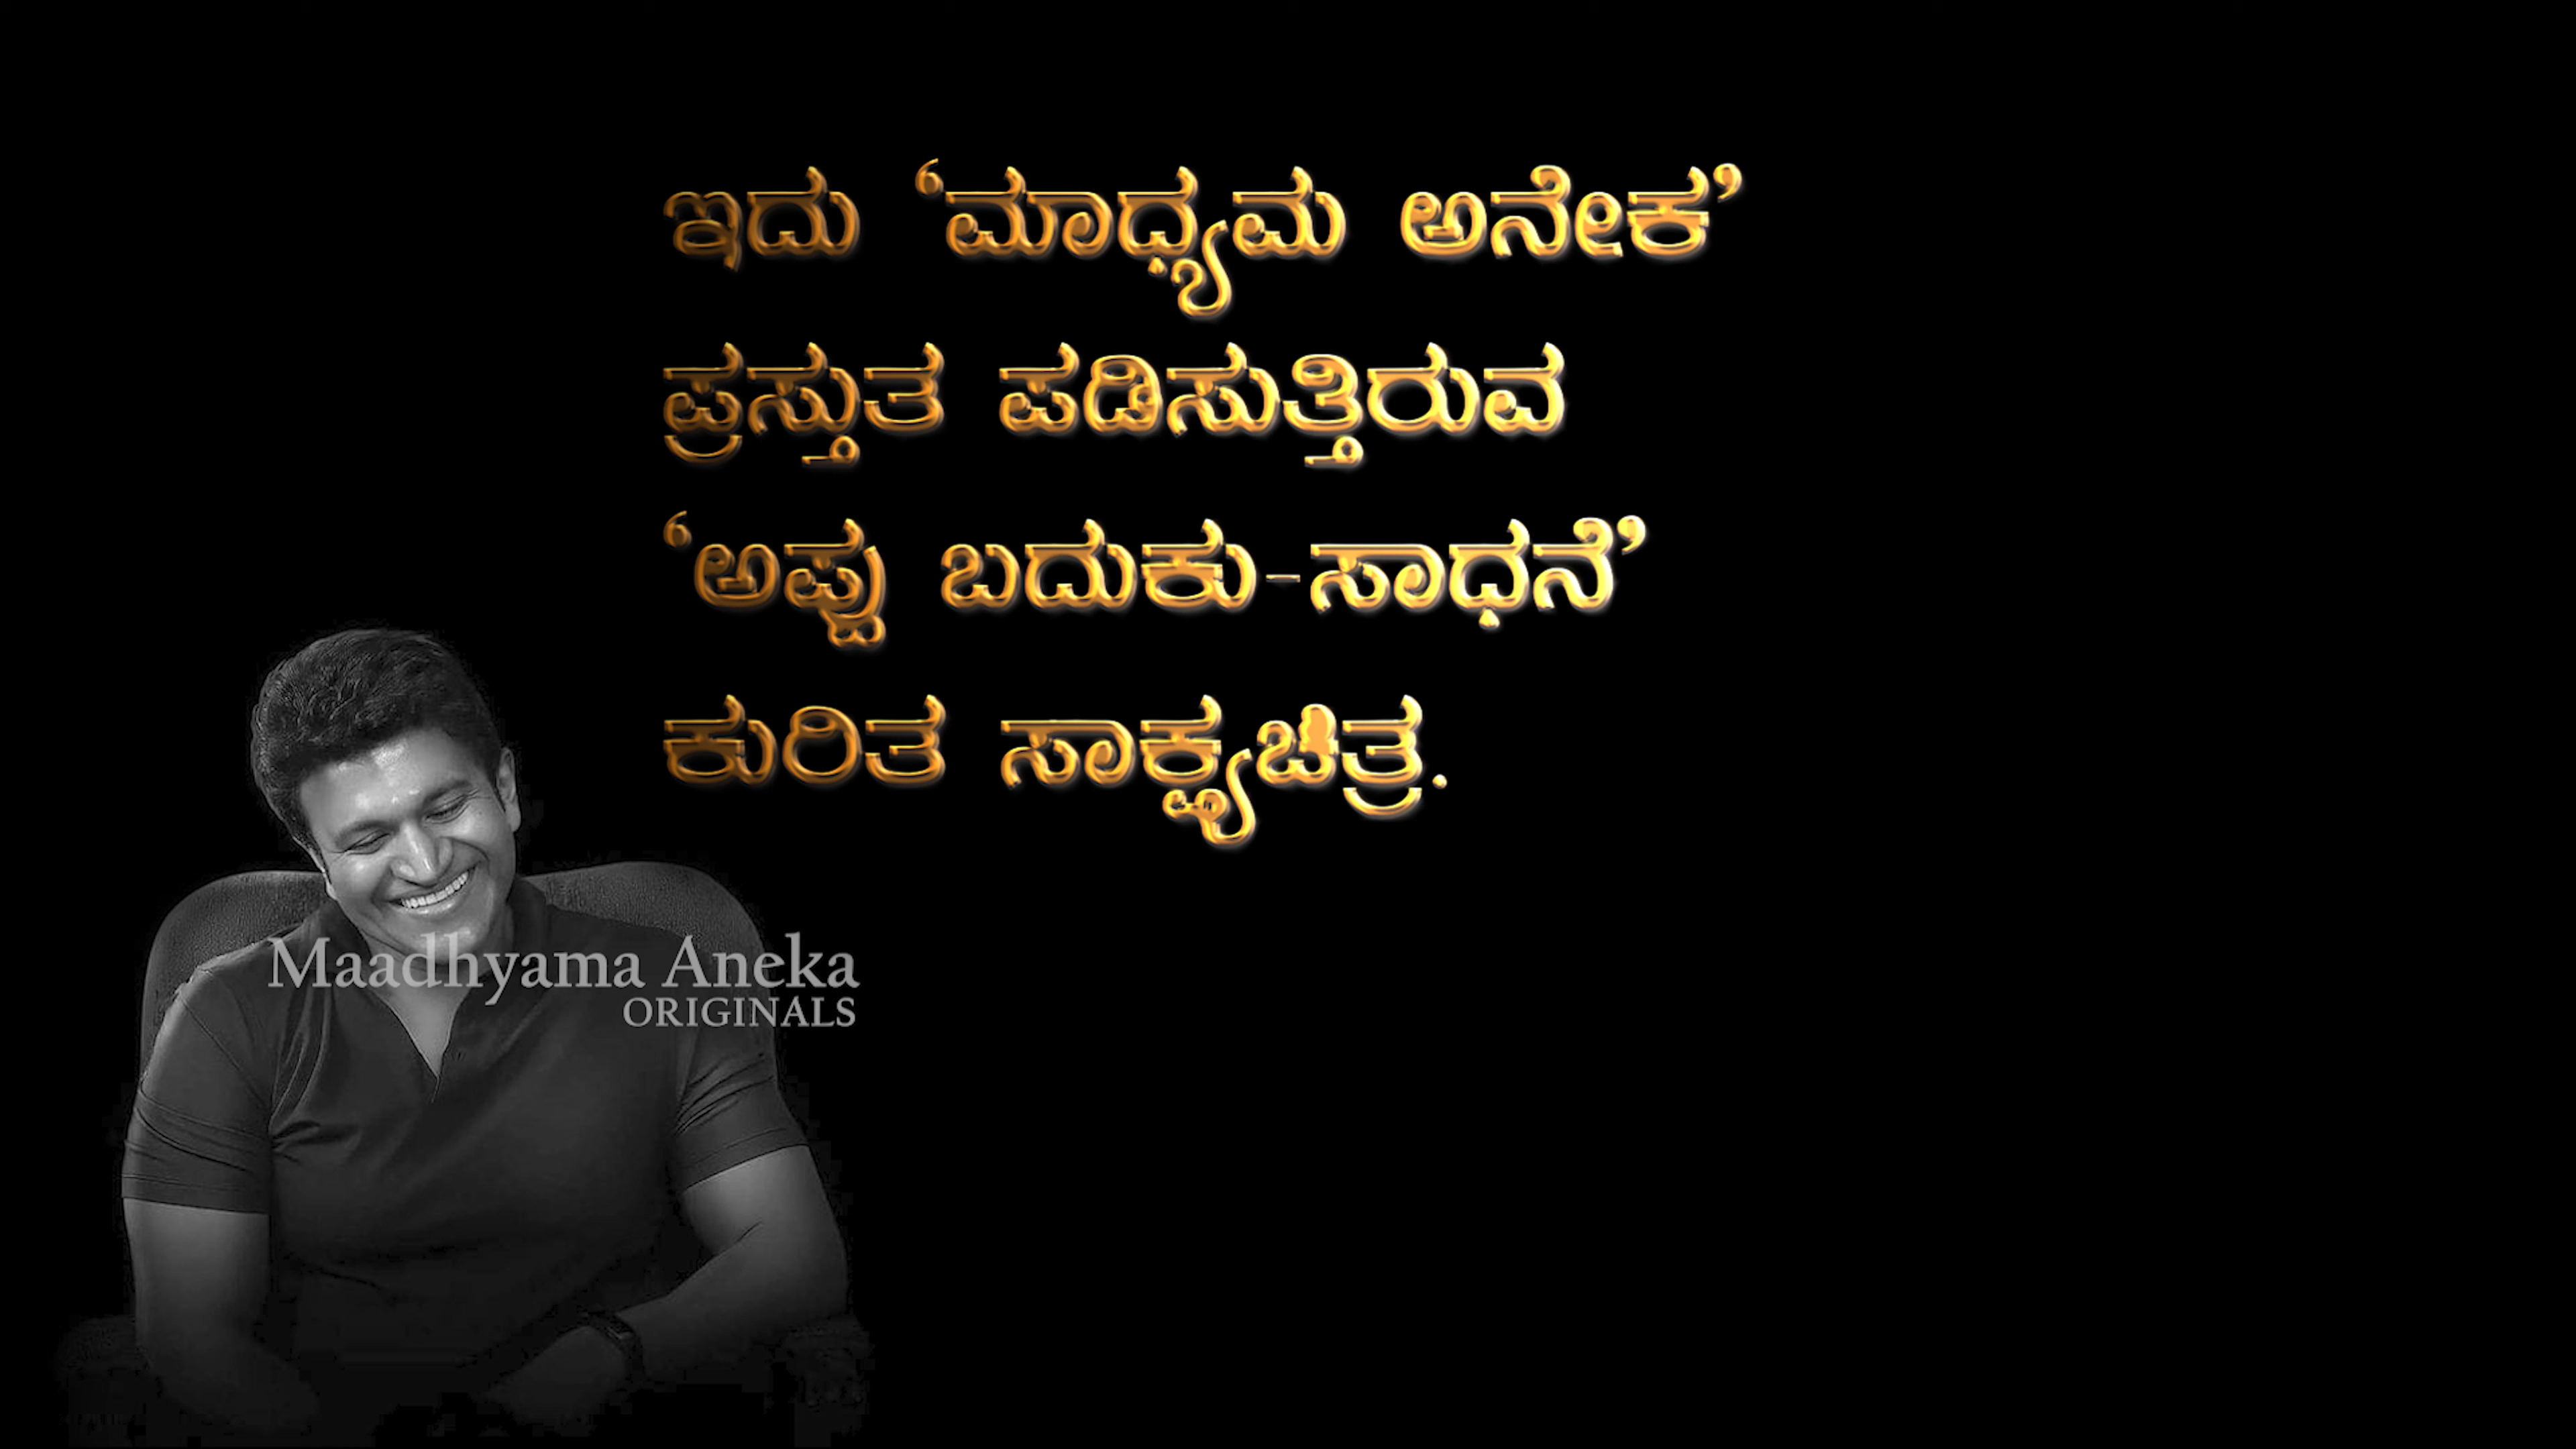 ಇದು ‘ಮಾಧ್ಯಮ ಅನೇಕ’
ಪ್ರಸ್ತುತ ಪಡಿಸುತ್ತಿರುವ
‘ಅಪ್ಪು ಬದುಕು-ಸಾಧನೆ’
ಕುರಿತ ಸಾಕ್ಷ್ಯಚಿತ್ರ.
Maadhyama Aneka
ORIGINALS